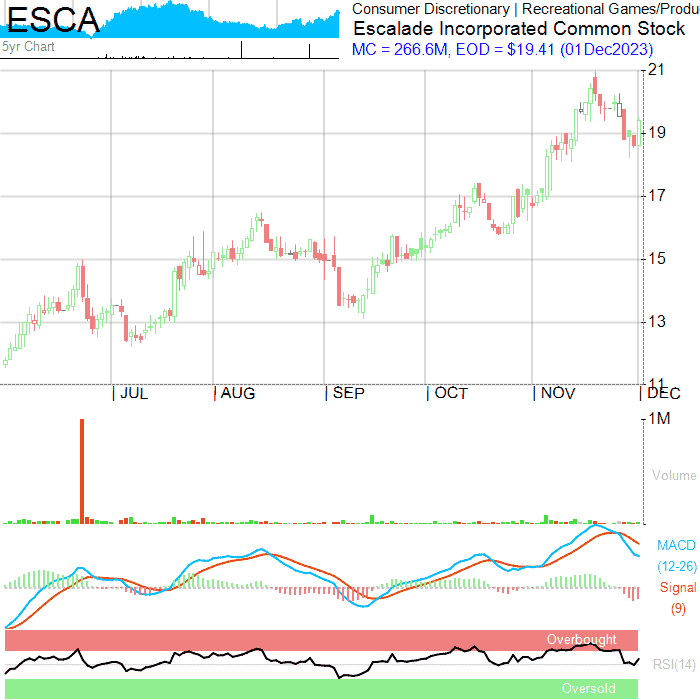 ESCA
5yr Chart
Consumer Discretionary | Recreational Games/Produ
Escalade Incorporated Common Stock
MC = 266.6M, EOD = $19.41 (01Dec2023)
21
19
17
15
13
11
| JUL
| AUG
| SEP
| OCT
| NOV
| DEC
1M
Volume
MACD
(12-26)
Signal
(9)
Overbought
RSI(14)
Oversold